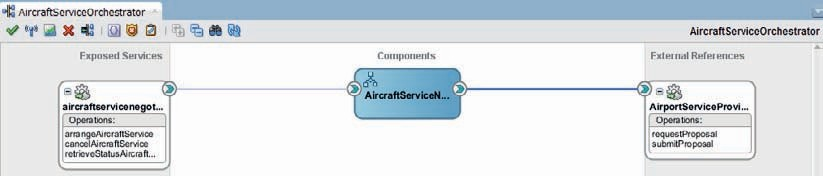 AircraftServiceOrchestrator
AircraftServiceOrchestrator
Exposed Services
Components
External References
aircraftservicenegot...
Operations:
arrangeAircraftService
cancelAircraftService
retrieveStatusAircraft...
AircraftServiceN...
AirportServiceProvi...
Operations:
requestProposal
submitProposal